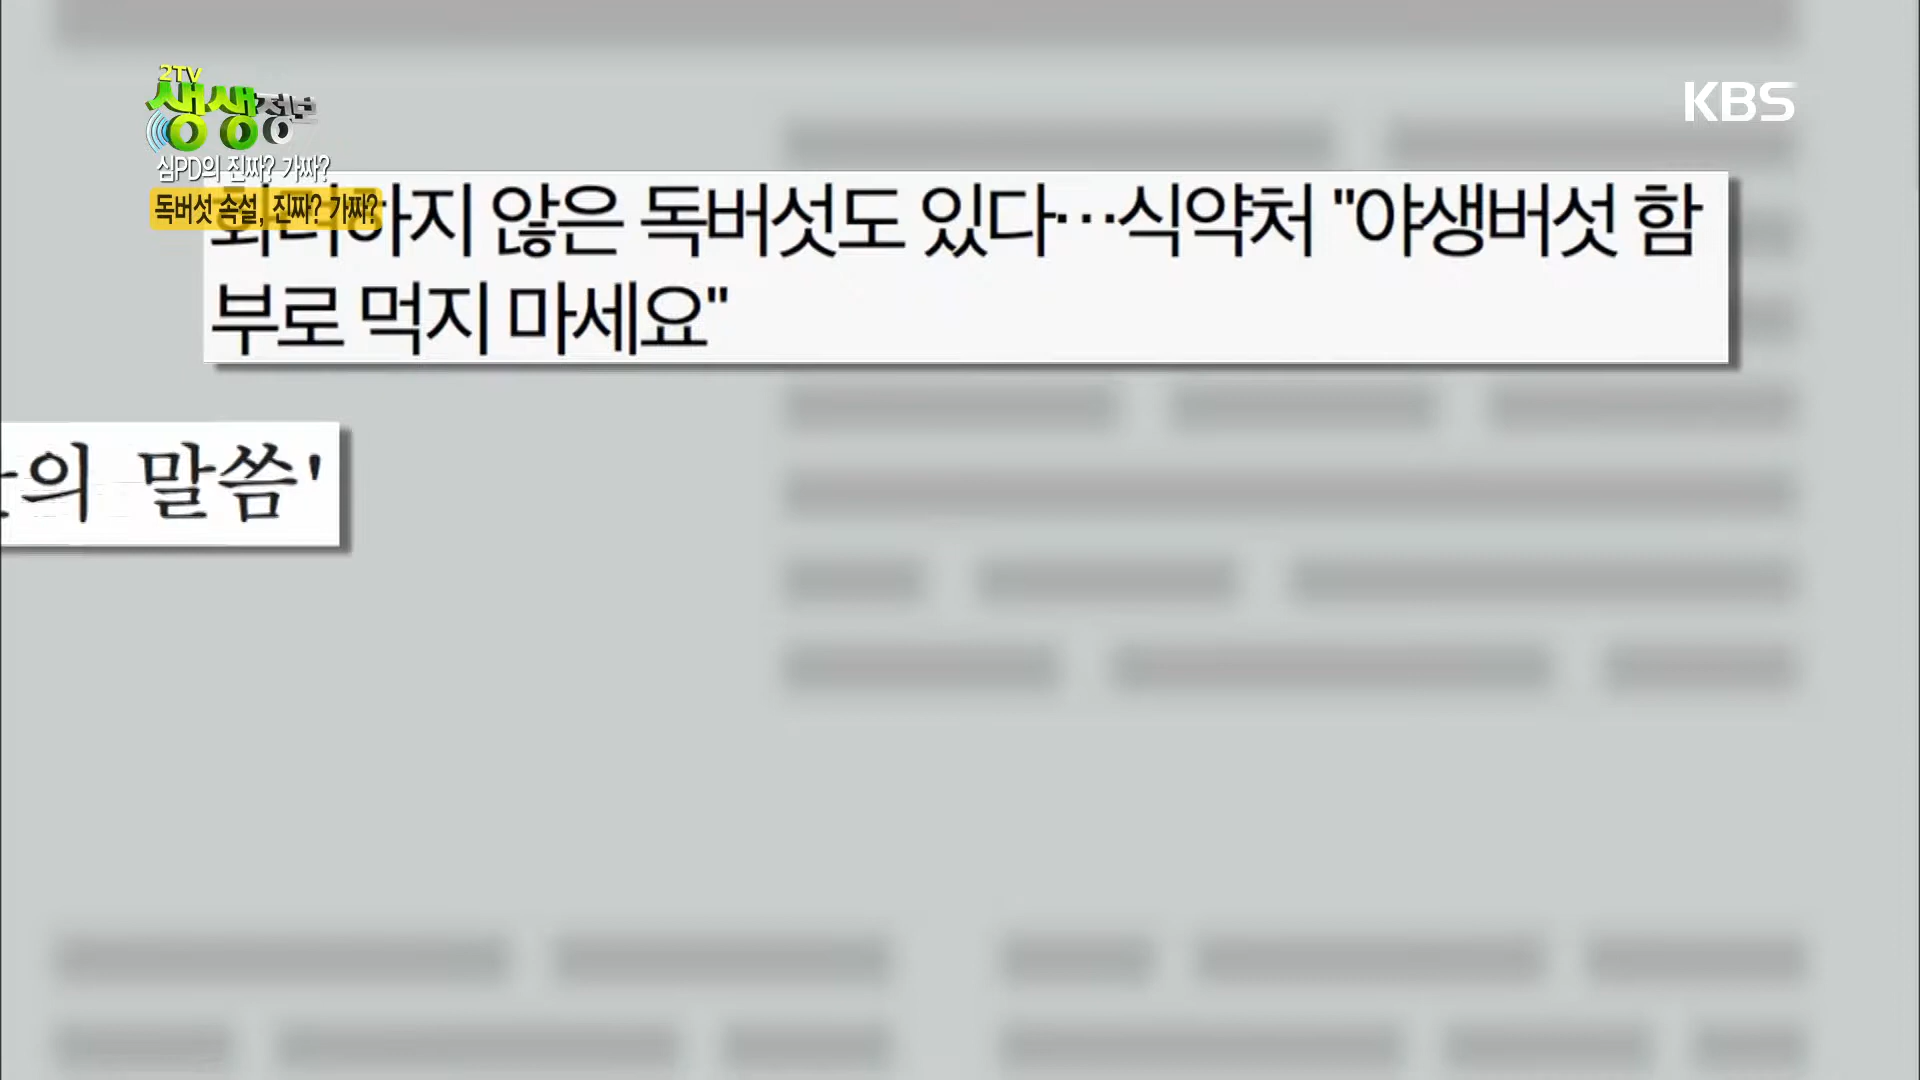 2TV
생생정보
심PD의 진짜? 가짜?
독버섯 속설, 진짜? 가짜?
KBS
않은 독버섯도 있다…식약처 "야생버섯 함
부로 먹지 마세요"
의 말씀'